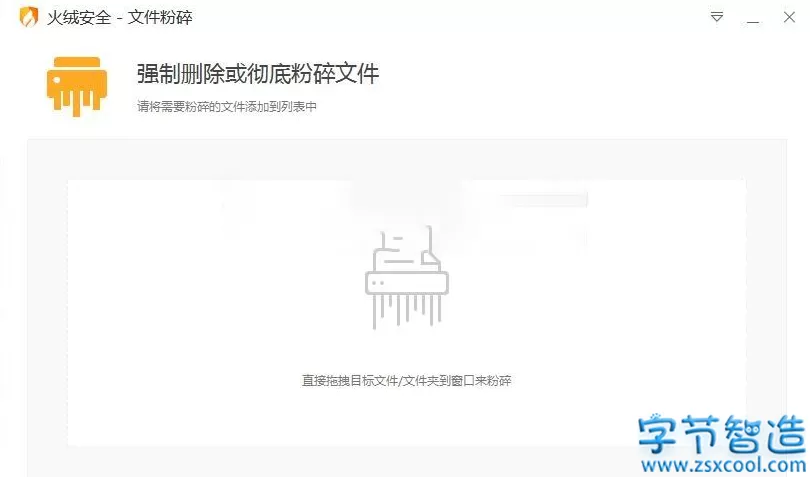 火绒安全 - 文件粉碎
强制删除或彻底粉碎文件
请将需要粉碎的文件添加到列表中
直接拖拽目标文件/文件夹到窗口来粉碎
字节智造
www.zsxcool.com